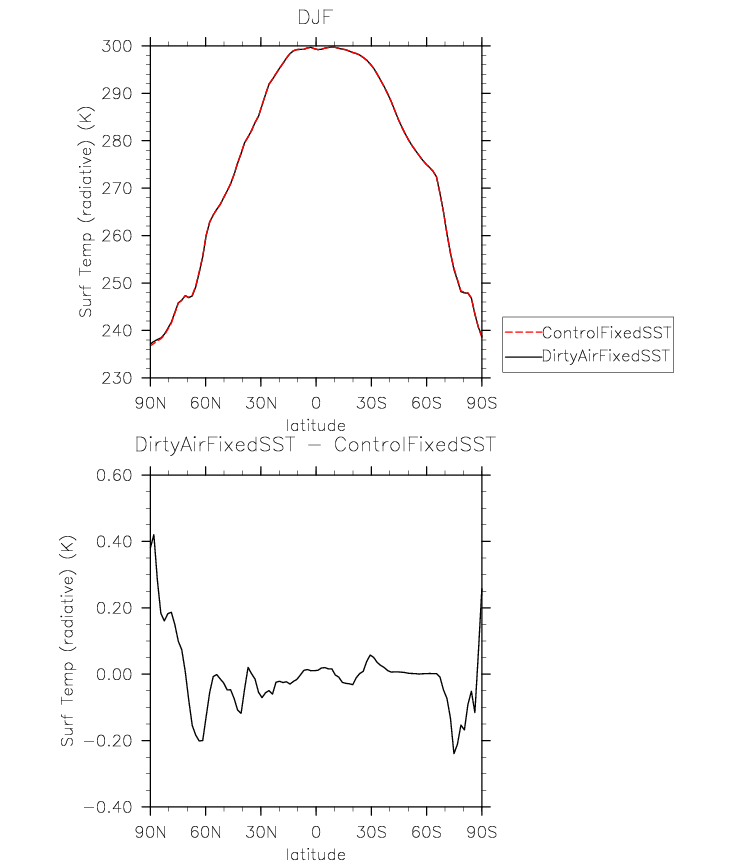 DJF
300
290
280
270
260
250
240
230
Surf Temp (radiative) (K)
90N 60N 30N 0 30S 60S 90S
latitude
ControlFixedSST
DirtyAirFixedSST
DirtyAirFixedSST − ControlFixedSST
0.60
0.40
0.20
0.00
−0.20
−0.40
Surf Temp (radiative) (K)
90N 60N 30N 0 30S 60S 90S
latitude